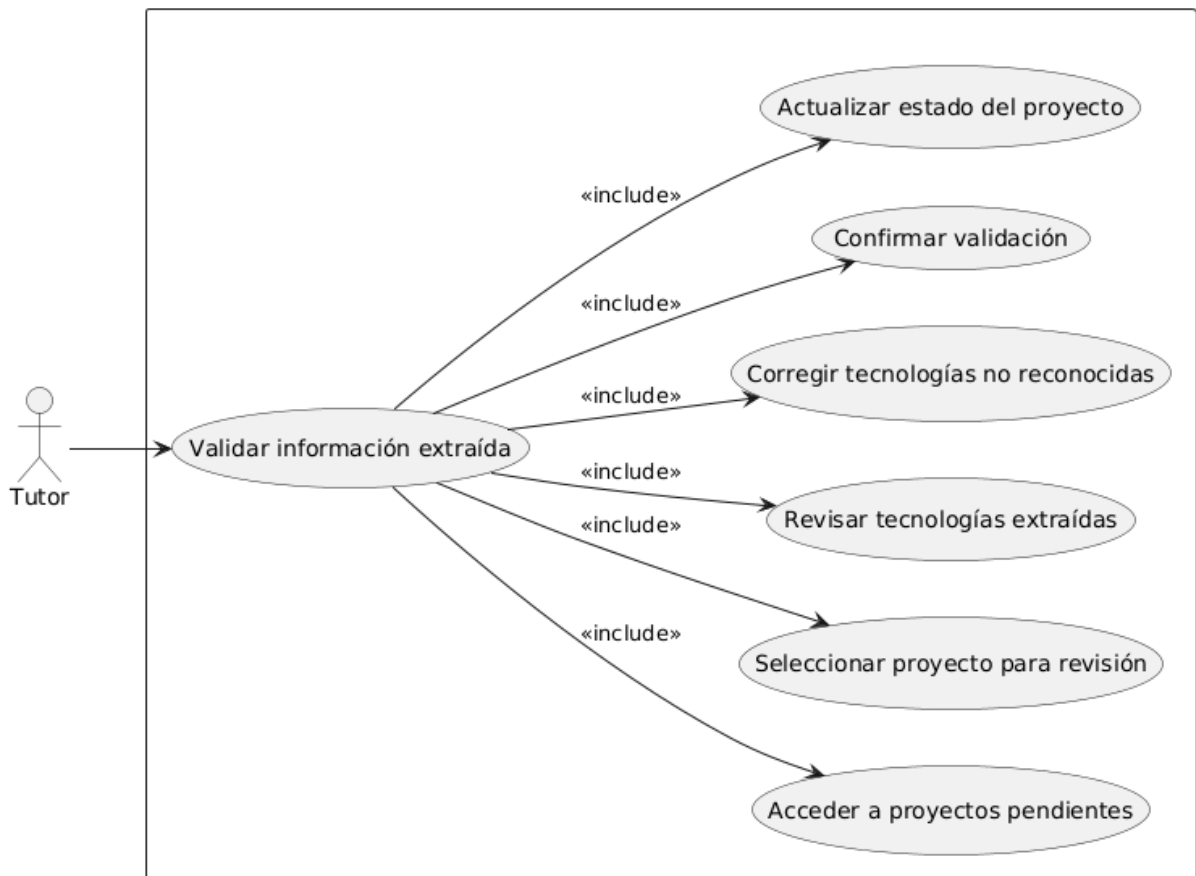 Actualizar estado del proyecto
«include»
Confirmar validación
«include»
Corregir tecnologías no reconocidas
«include»
Validar información extraída
«include»
Tutor
Revisar tecnologías extraídas
«include»
Seleccionar proyecto para revisión
«include»
Acceder a proyectos pendientes